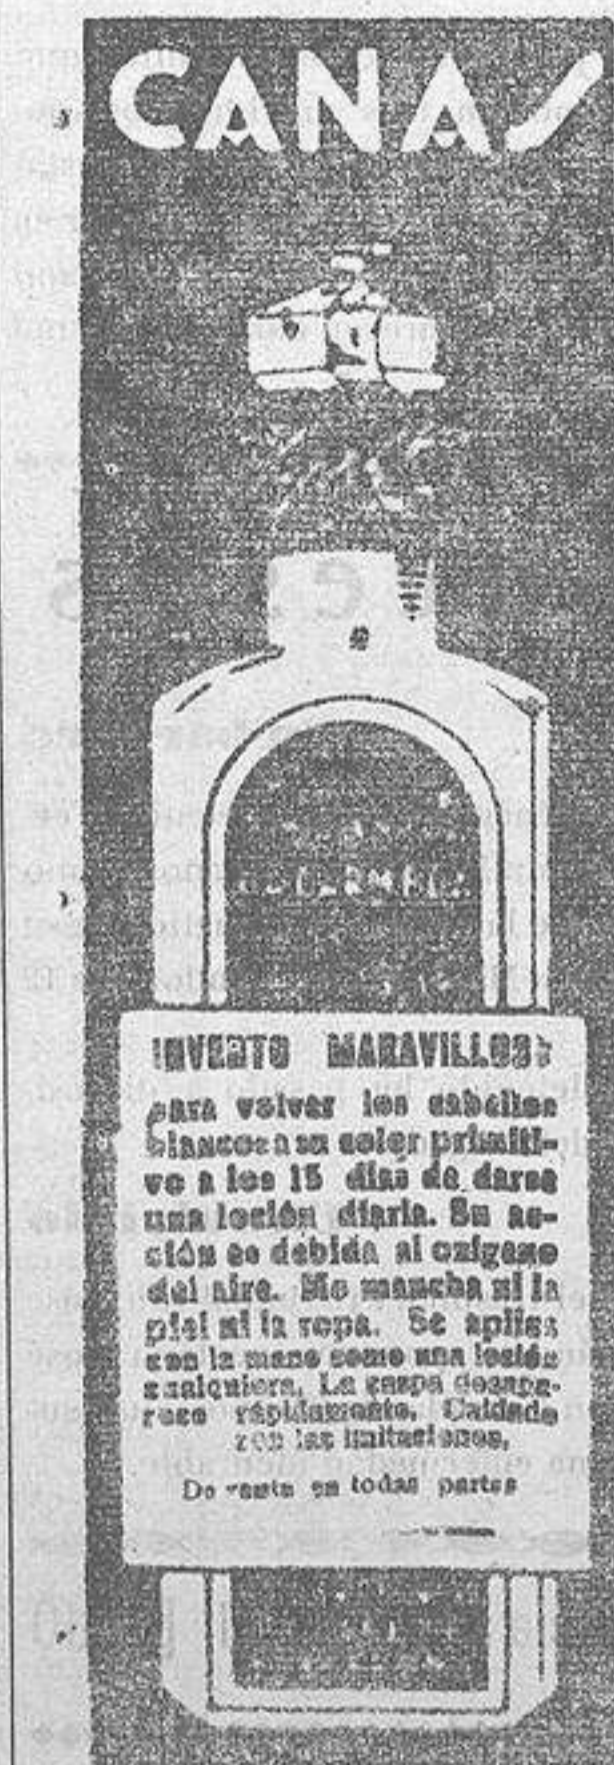 CANAS
INVENTO MARAVILLOSO
para volver los cabellos
blancos a su color primiti-
vo a los 15 dias de darse
una loción diaria. Su ac-
ción es debida al oxigeno
del aire. No mancha ni la
piel ni la ropa. Se aplica
con la mano como una loción
cualquiera. La caspa desapa-
rece rápidamente. Cuidado
con las imitaciones.
De venta en todas partes